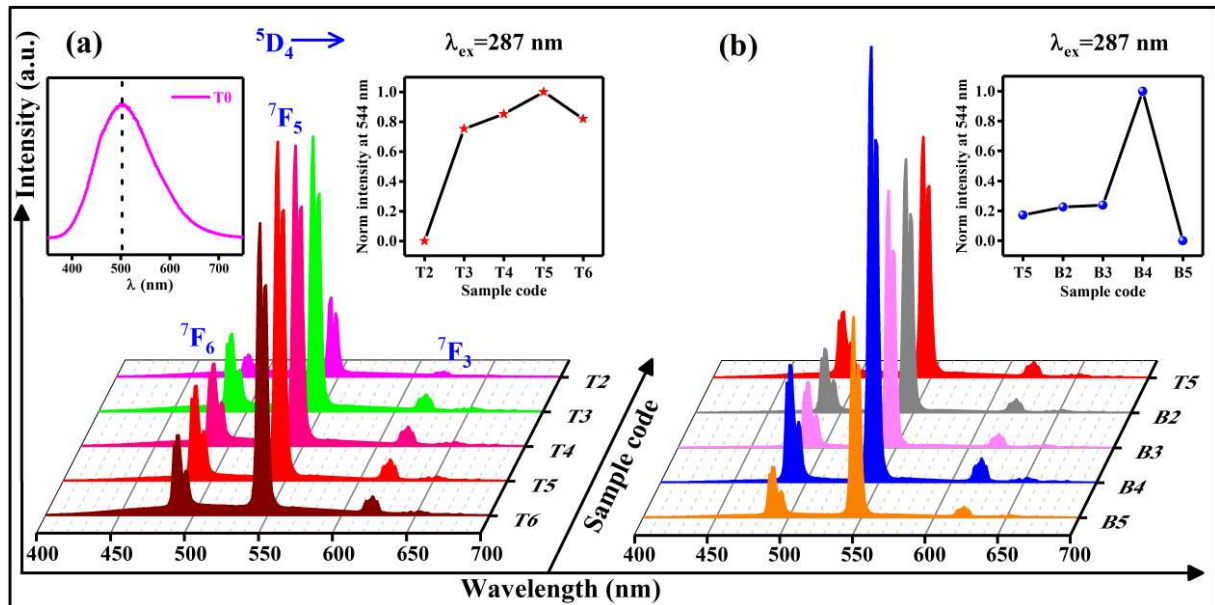 (a)
⁵D₄
λex=287 nm
(b)
λex=287 nm
Intensity (a.u.)
T0
400 500 600 700
λ (nm)
Norm intensity at 544 nm
1.0
0.8
0.6
0.4
0.2
0.0
T2 T3 T4 T5 T6
Sample code
Norm intensity at 544 nm
1.0
0.8
0.6
0.4
0.2
0.0
T5 B2 B3 B4 B5
Sample code
⁷F₅
⁷F₆
⁷F₃
T2
T3
T4
T5
T6
400 450 500 550 600 650 700
Sample code
T5
B2
B3
B4
B5
400 450 500 550 600 650 700
Wavelength (nm)